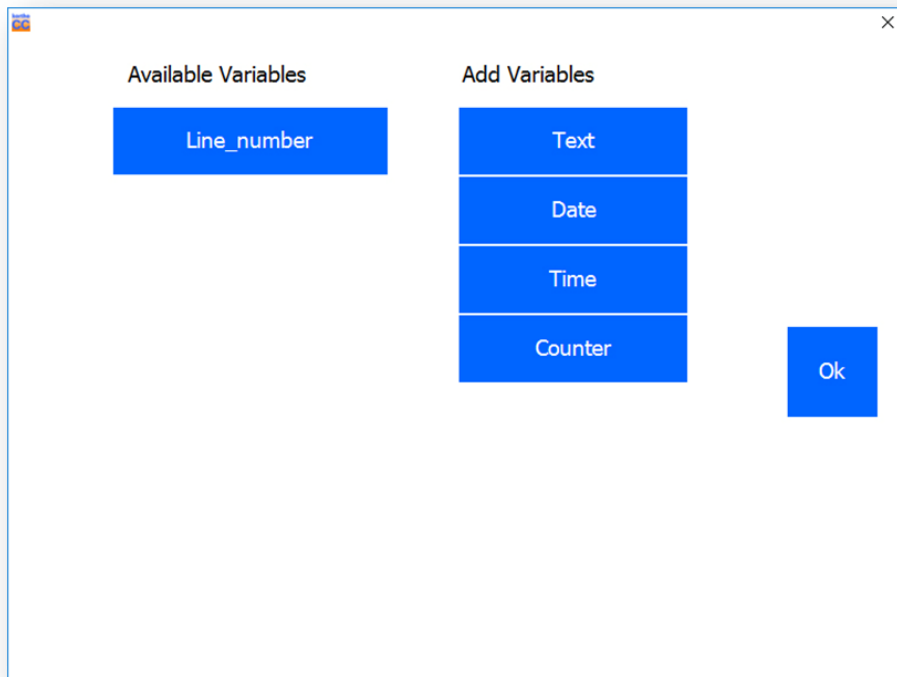 Available Variables
Add Variables
Line_number
Text
Date
Time
Counter
Ok